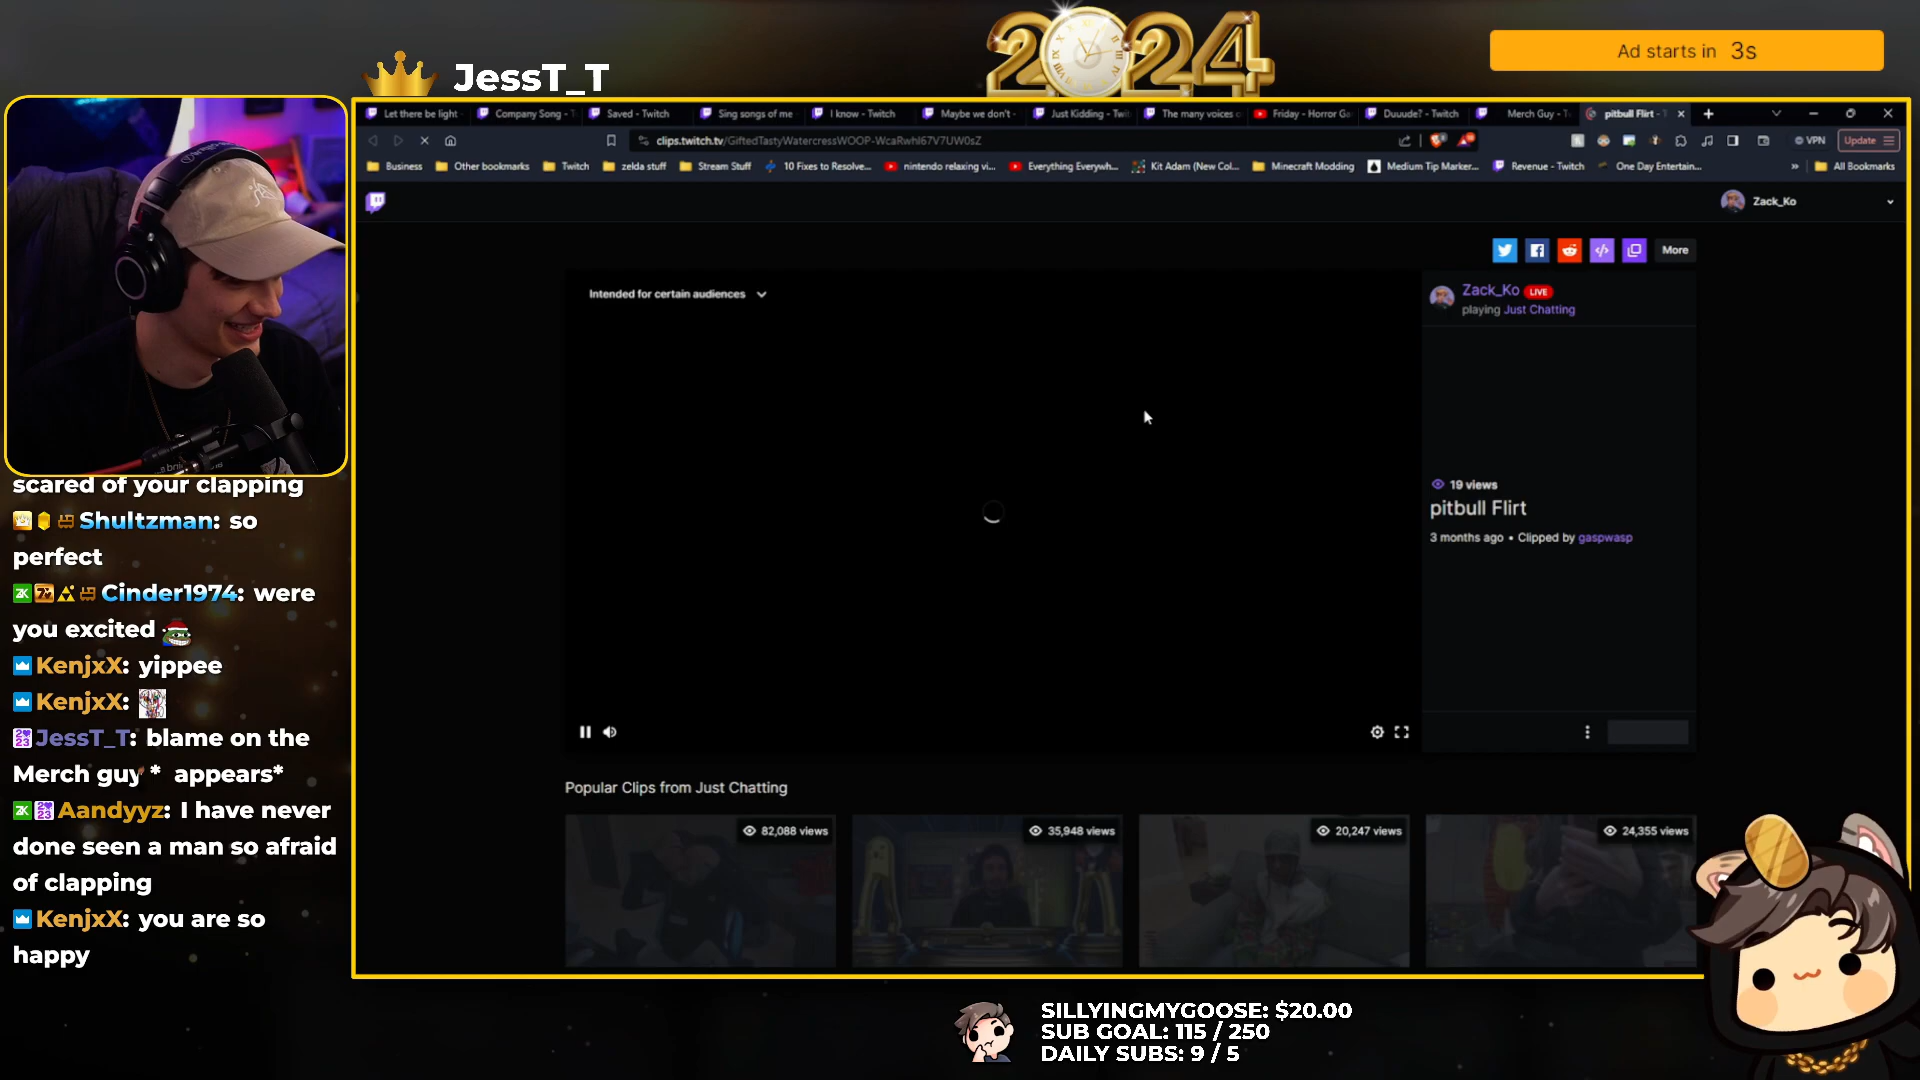 2024
Ad starts in 3s
JessT_T
Let there be light
Company Song - T
Saved - Twitch
Sing songs of me
I know - Twitch
Maybe we don't -
Just Kidding - Twi
The many voices o
Friday - Horror Ga
Duuude? - Twitch
Merch Guy - T
pitbull Flirt - T
clips.twitch.tv/GiftedTastyWatercressWOOP-WcaRwhI67V7UW0sZ
VPN
Update
Business
Other bookmarks
Twitch
zelda stuff
Stream Stuff
10 Fixes to Resolve...
nintendo relaxing vi...
Everything Everywh...
Kit Adam (New Col...
Minecraft Modding
Medium Tip Marker...
Revenue - Twitch
One Day Entertain...
All Bookmarks
Zack_Ko
More
Intended for certain audiences
Zack_Ko LIVE
playing Just Chatting
19 views
pitbull Flirt
3 months ago • Clipped by gaspwasp
Popular Clips from Just Chatting
82,088 views
35,948 views
20,247 views
24,355 views
scared of your clapping
Shultzman: so
perfect
Cinder1974: were
you excited
KenjxX: yippee
KenjxX:
JessT_T: blame on the
Merch guy * appears*
Aandyyz: I have never
done seen a man so afraid
of clapping
KenjxX: you are so
happy
SILLYINGMYGOOSE: $20.00
SUB GOAL: 115 / 250
DAILY SUBS: 9 / 5